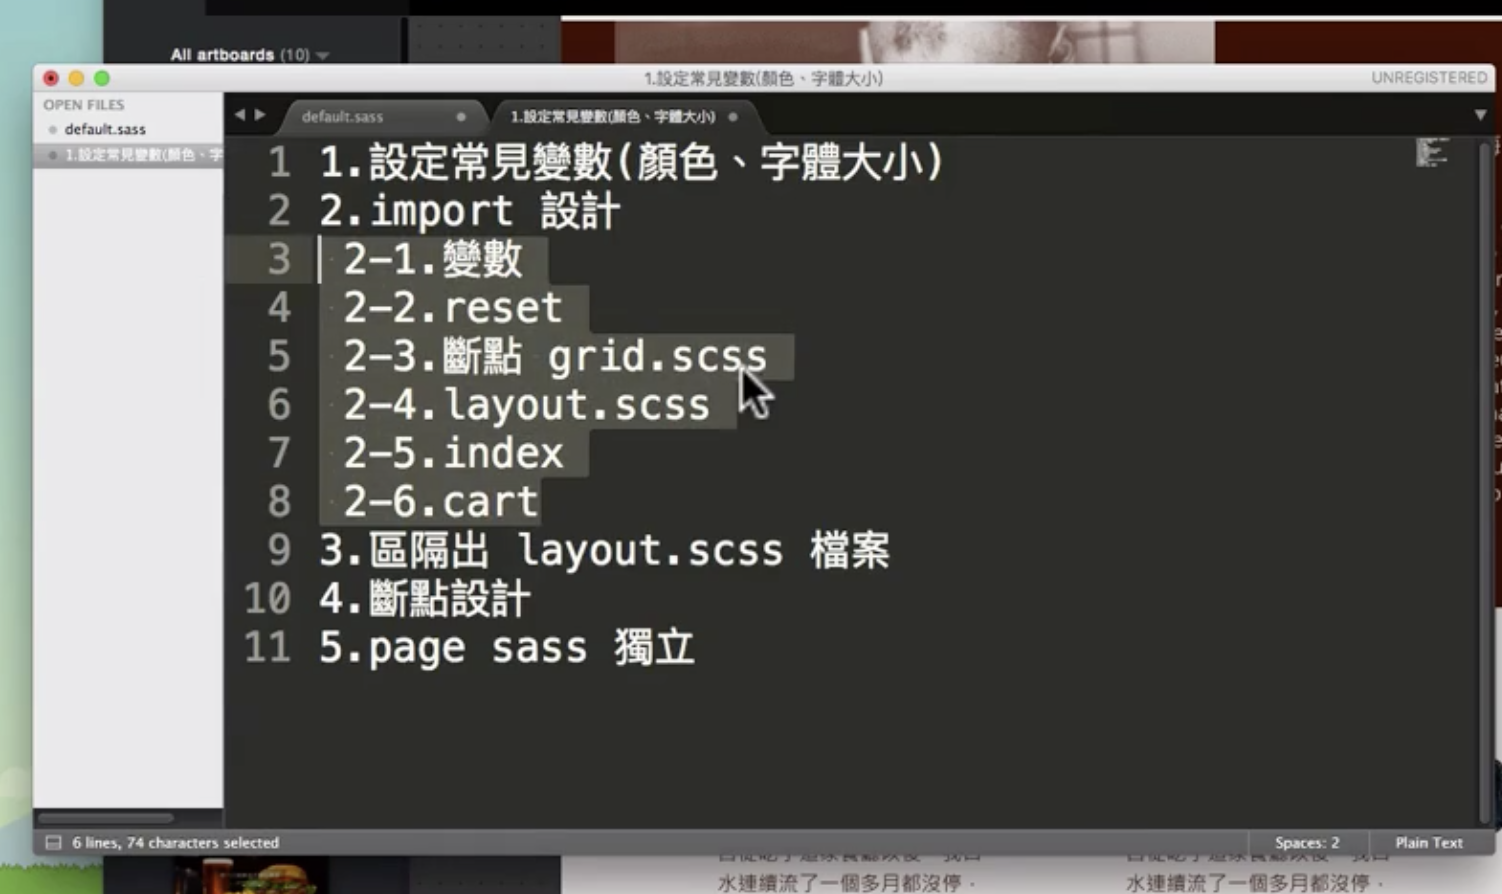 All artboards (10)
1.設定常見變數(顏色、字體大小)
UNREGISTERED
OPEN FILES
default.sass
1.設定常見變數(顏色、字
default.sass
1.設定常見變數(顏色、字體大小)
1 1.設定常見變數(顏色、字體大小)
2 2.import 設計
3 2-1.變數
4 2-2.reset
5 2-3.斷點 grid.scss
6 2-4.layout.scss
7 2-5.index
8 2-6.cart
9 3.區隔出 layout.scss 檔案
10 4.斷點設計
11 5.page sass 獨立
6 lines, 74 characters selected
Spaces: 2
Plain Text
水連續流了一個多月都沒停．
水連續流了一個多月都沒停．